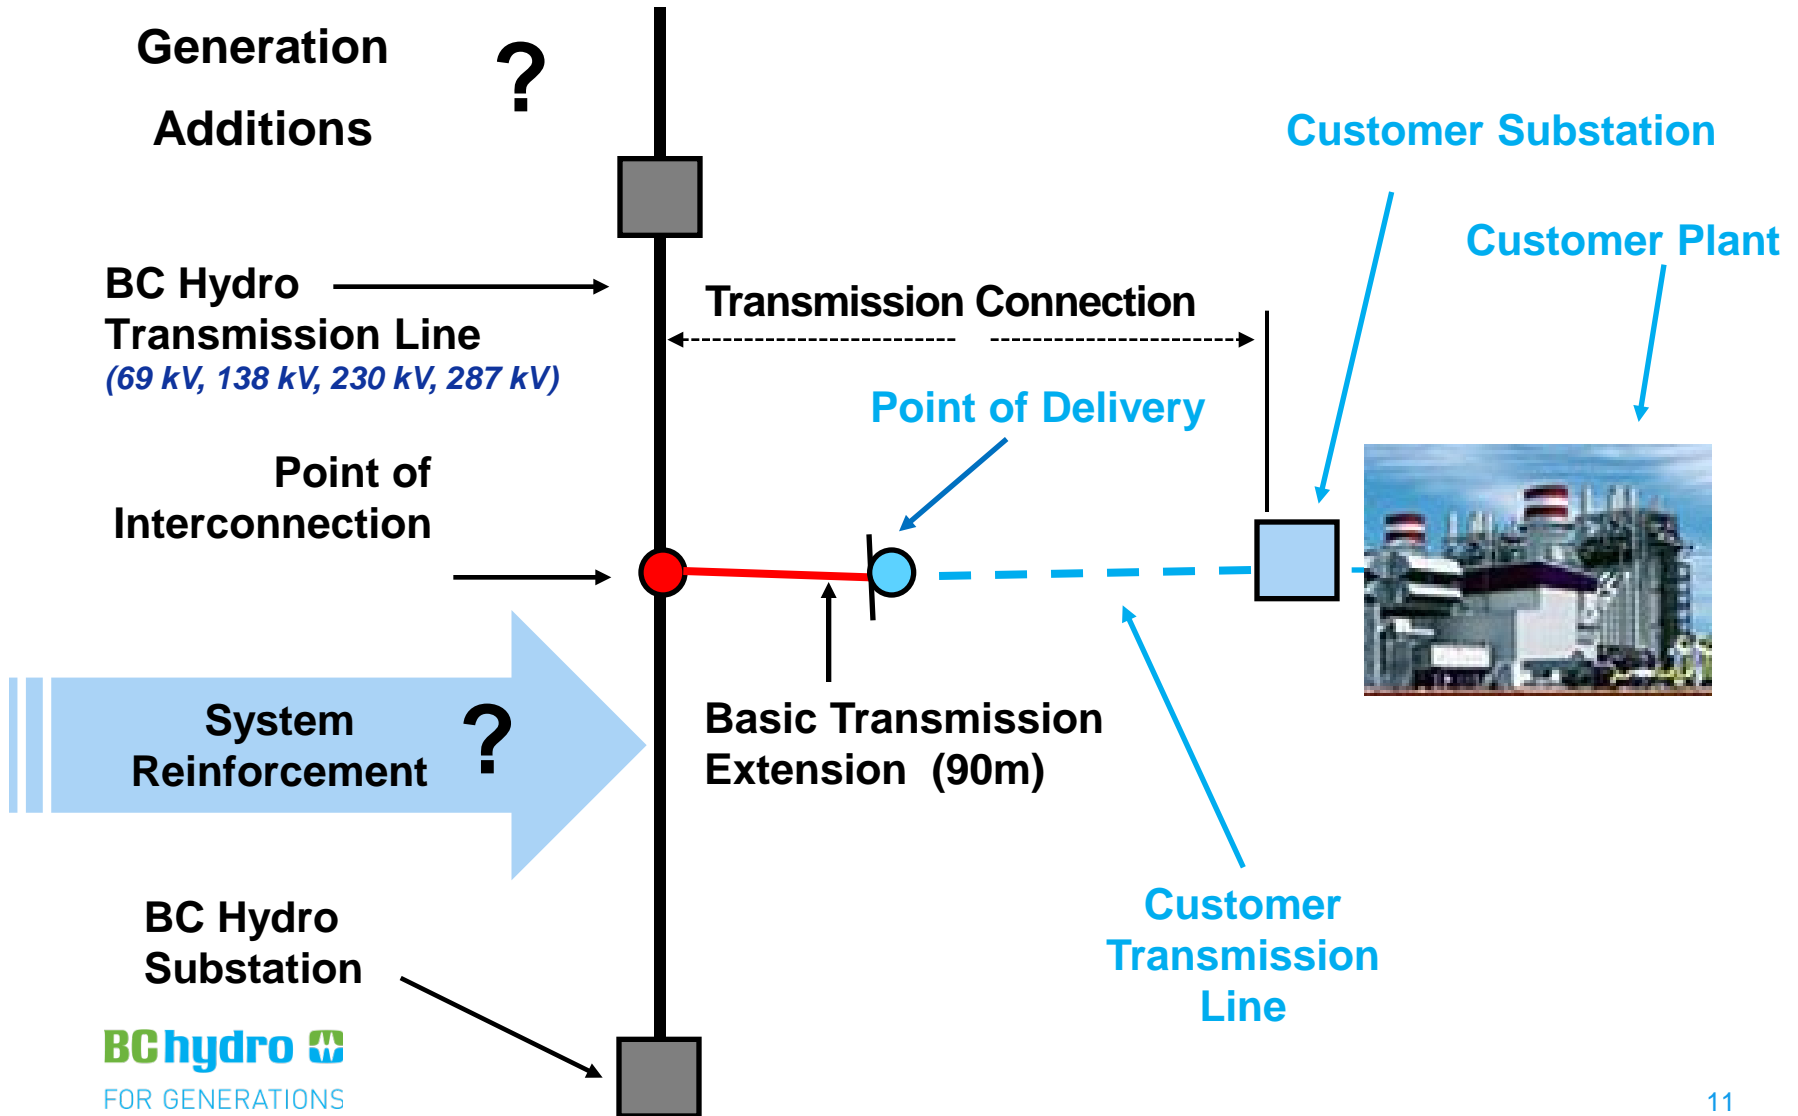 Generation
Additions
?
Customer Substation
Customer Plant
BC Hydro
Transmission Line
(69 kV, 138 kV, 230 kV, 287 kV)
Transmission Connection
Point of Delivery
Point of
Interconnection
System
Reinforcement
?
Basic Transmission
Extension (90m)
BC Hydro
Substation
Customer
Transmission
Line
BC hydro
FOR GENERATIONS
11